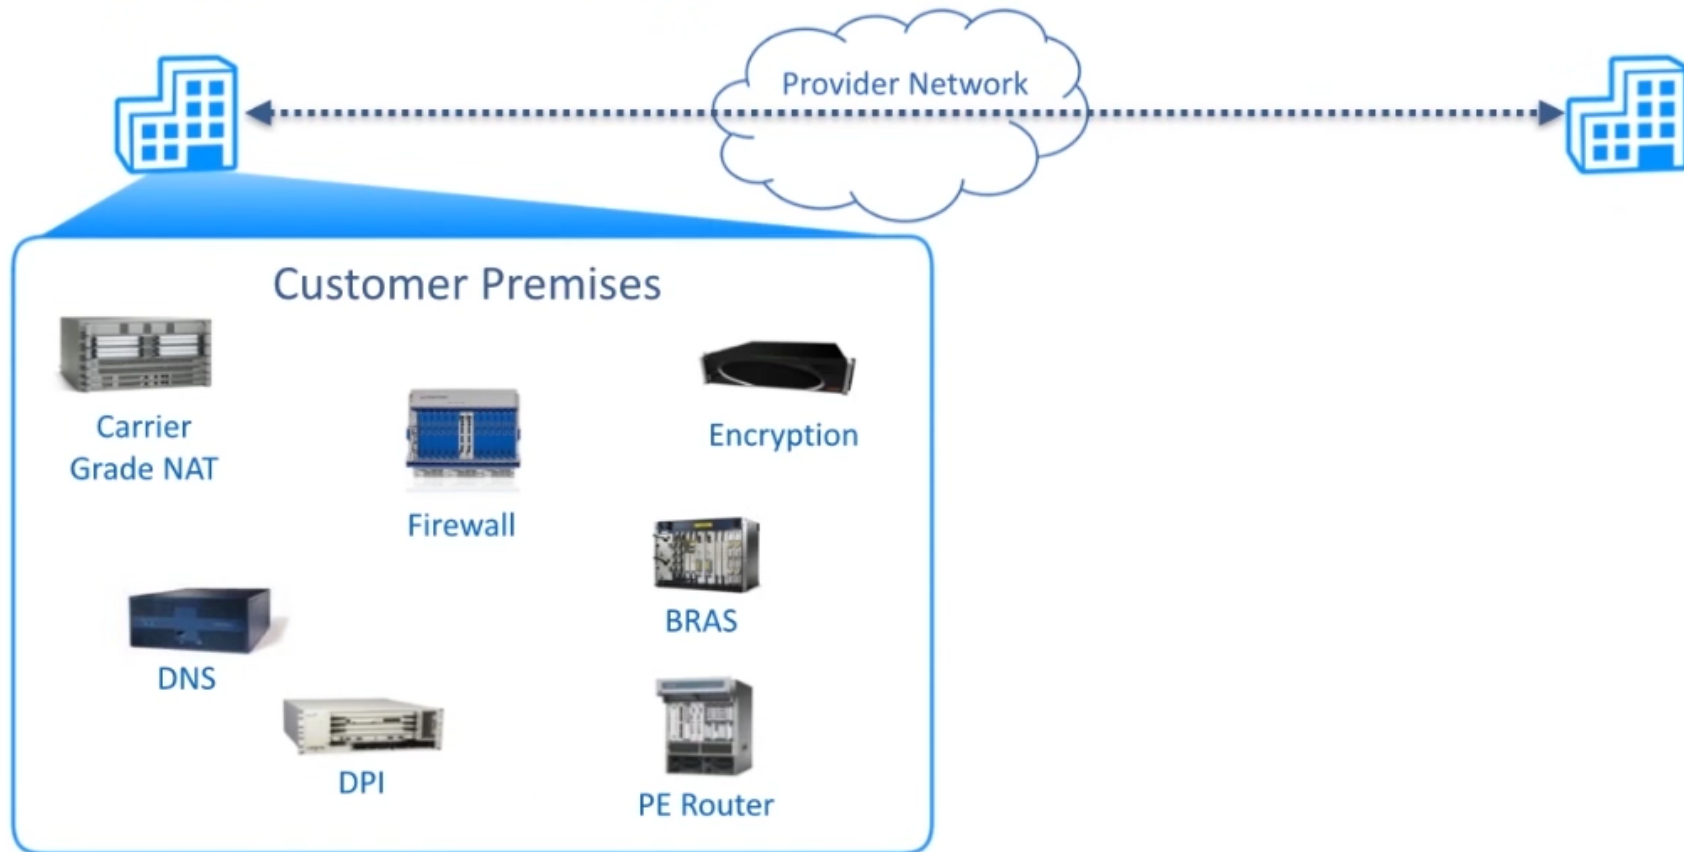 Provider Network
Customer Premises
Carrier
Grade NAT
Firewall
Encryption
BRAS
DNS
DPI
PE Router